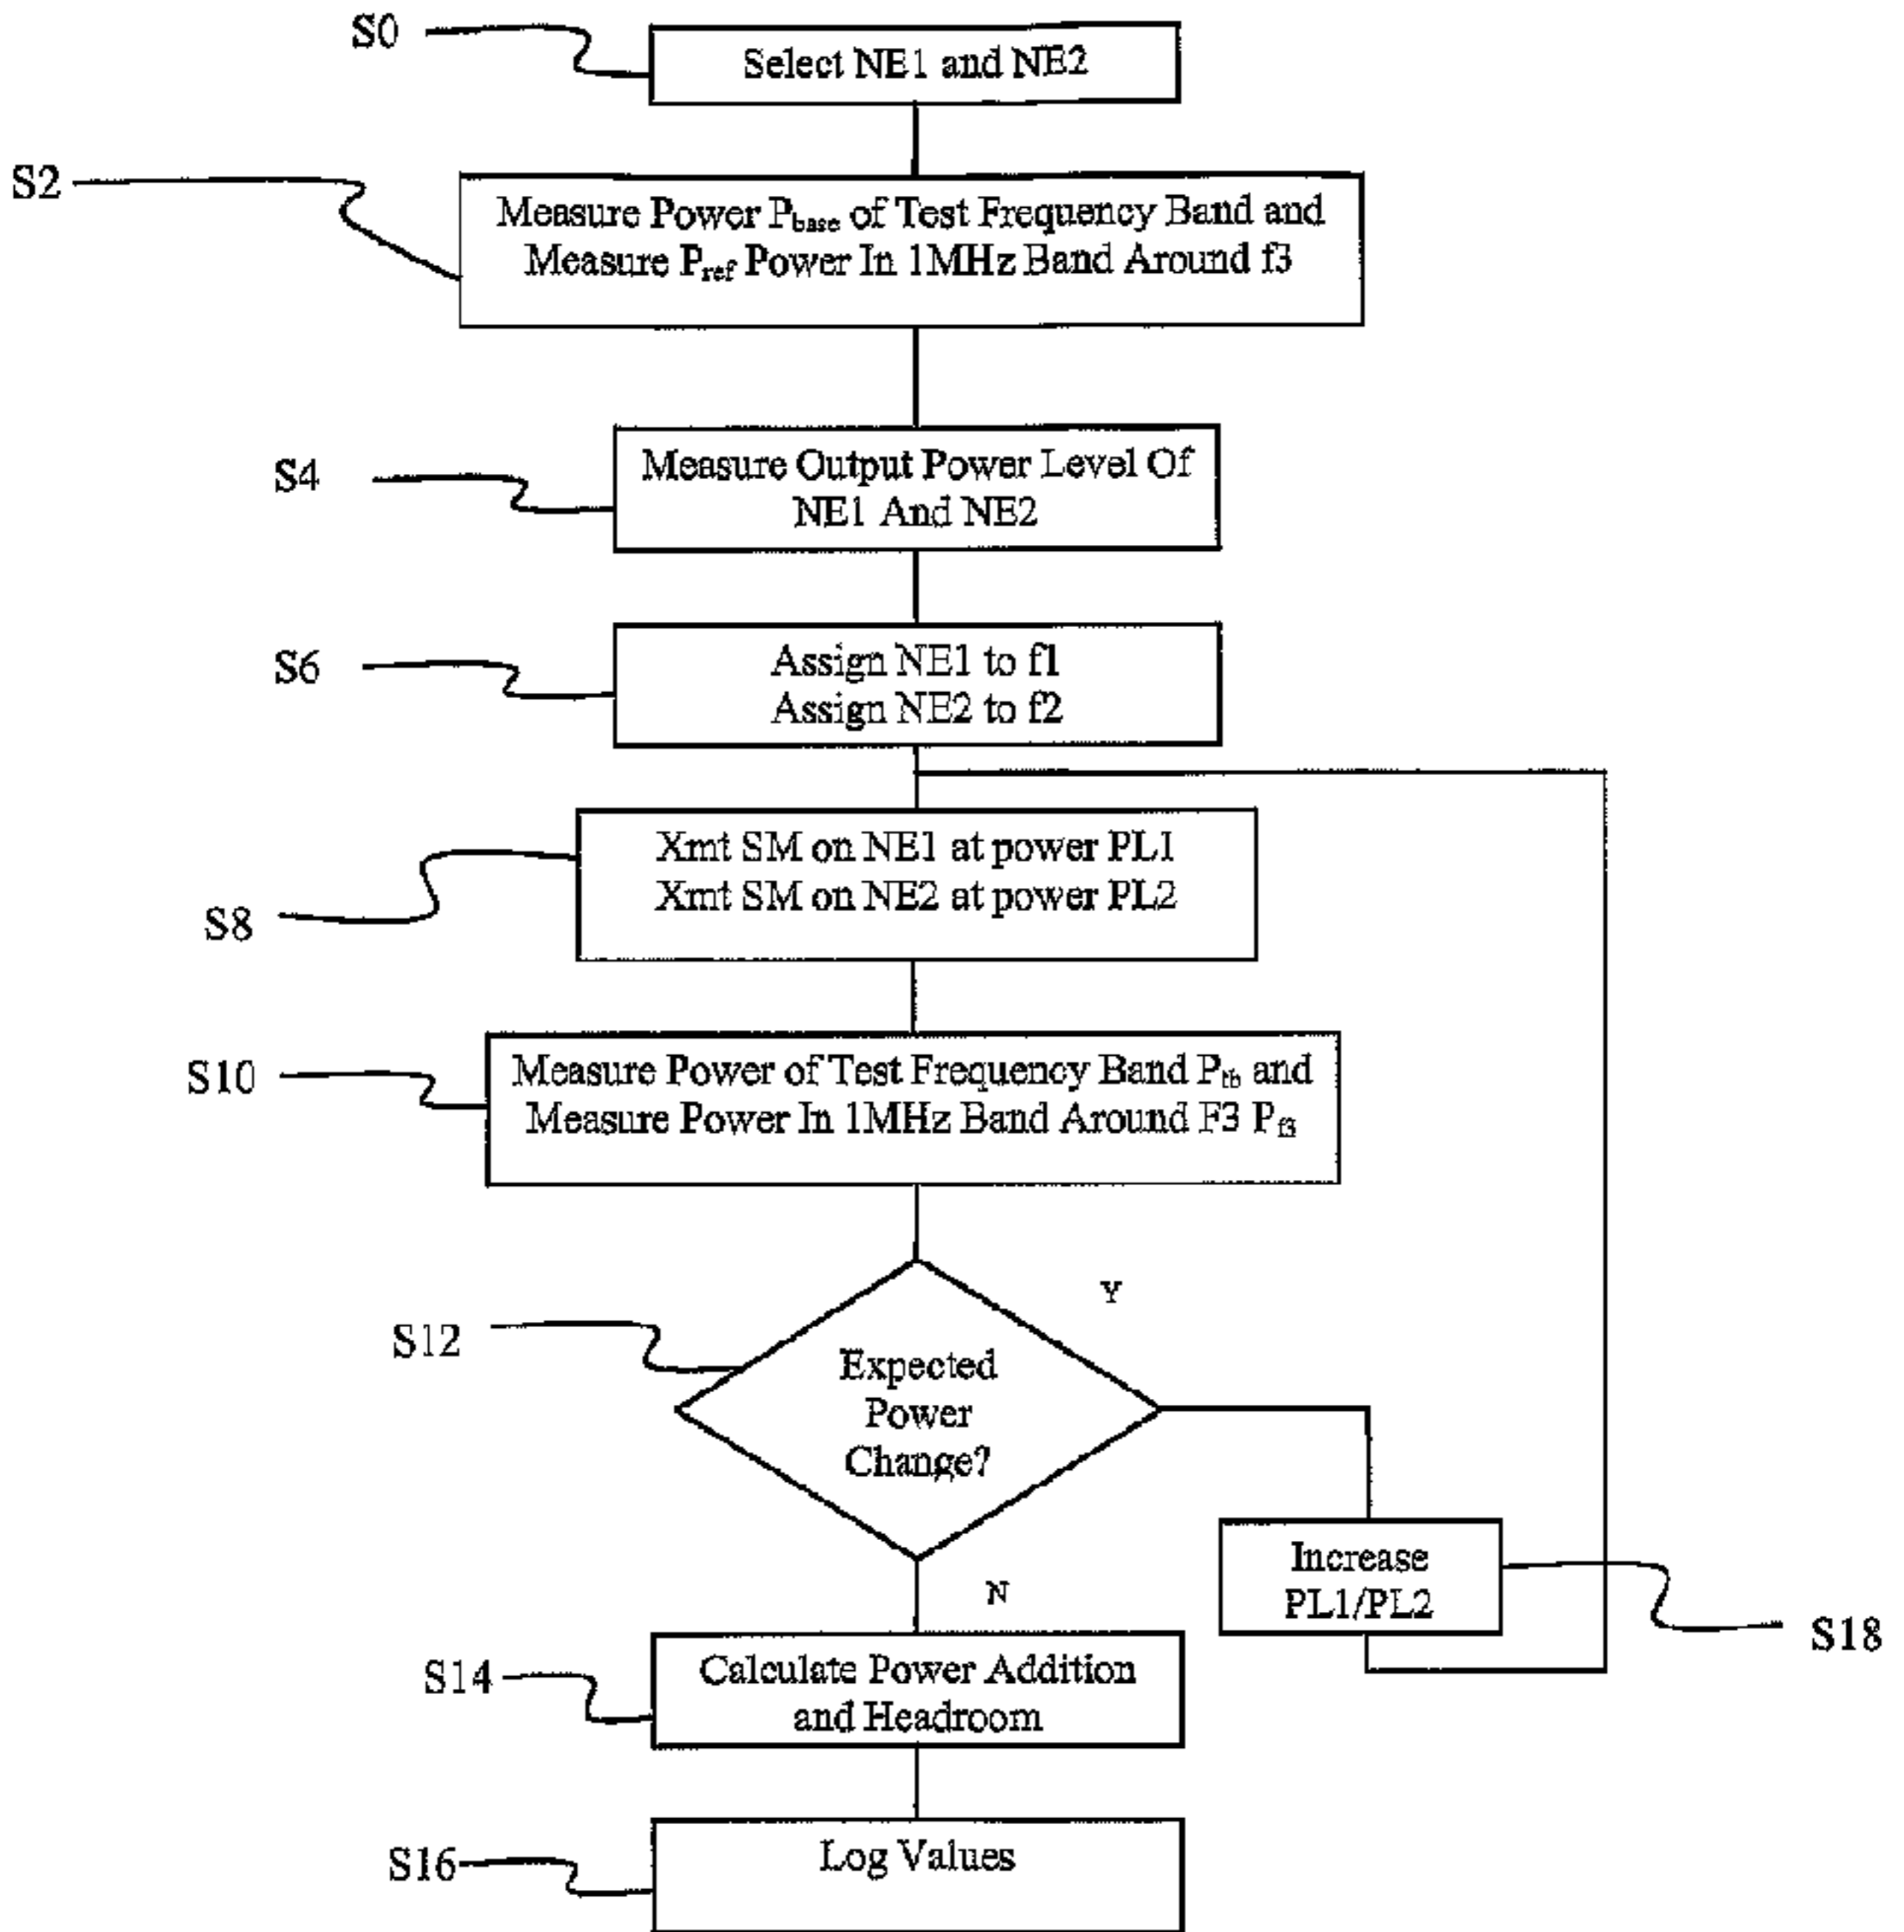 S0
Select NE1 and NE2
S2
Measure Power Pbase of Test Frequency Band and
Measure Pref Power In 1MHz Band Around f3
S4
Measure Output Power Level Of
NE1 And NE2
S6
Assign NE1 to f1
Assign NE2 to f2
S8
Xmt SM on NE1 at power PL1
Xmt SM on NE2 at power PL2
S10
Measure Power of Test Frequency Band Ptb and
Measure Power In 1MHz Band Around F3 Pf3
S12
Expected
Power
Change?
Y
N
Increase
PL1/PL2
S18
S14
Calculate Power Addition
and Headroom
S16
Log Values